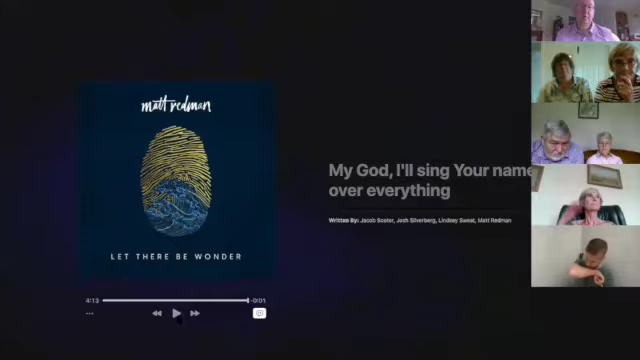 matt redman
LET THERE BE WONDER
4:13
-0:01
My God, I'll sing Your name
over everything
Written By: Jacob Sooter, Josh Silverberg, Lindsey Sweat, Matt Redman